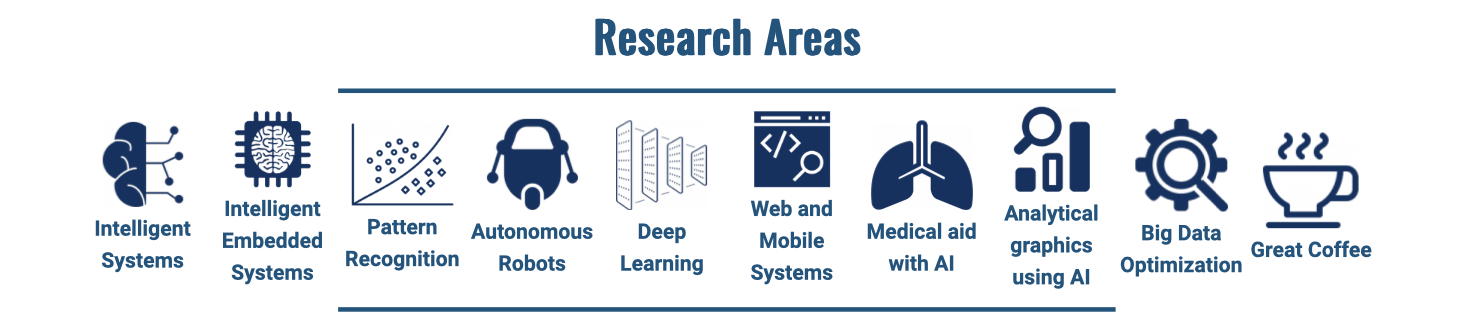 Research Areas
Intelligent
Systems
Intelligent
Embedded
Systems
Pattern
Recognition
Autonomous
Robots
Deep
Learning
</>
Web and
Mobile
Systems
Medical aid
with AI
Analytical
graphics
using AI
Big Data
Optimization
Great Coffee